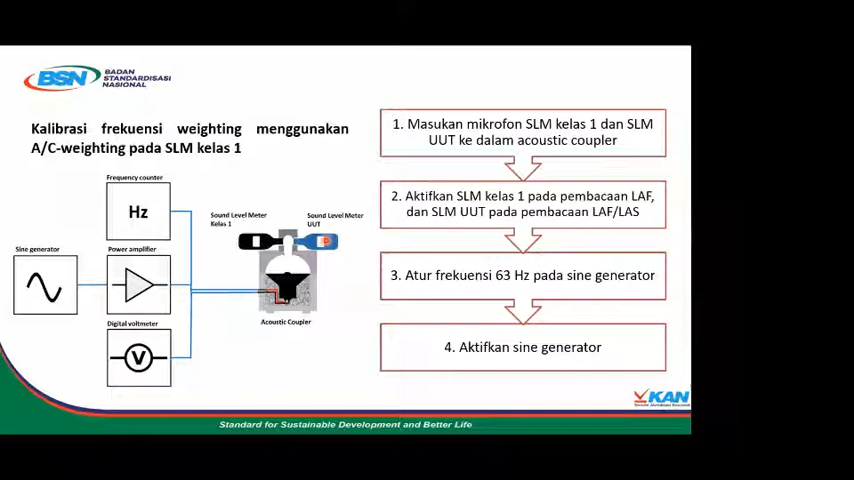 BSN BADAN
STANDARDISASI
NASIONAL
Kalibrasi frekuensi weighting menggunakan
A/C-weighting pada SLM kelas 1
Frequency counter
Hz
Sine generator
Power amplifier
Digital voltmeter
V
Sound Level Meter
Kelas 1
Sound Level Meter
UUT
Acoustic Coupler
1. Masukan mikrofon SLM kelas 1 dan SLM
UUT ke dalam acoustic coupler
2. Aktifkan SLM kelas 1 pada pembacaan LAF,
dan SLM UUT pada pembacaan LAF/LAS
3. Atur frekuensi 63 Hz pada sine generator
4. Aktifkan sine generator
KAN
Standard for Sustainable Development and Better Life